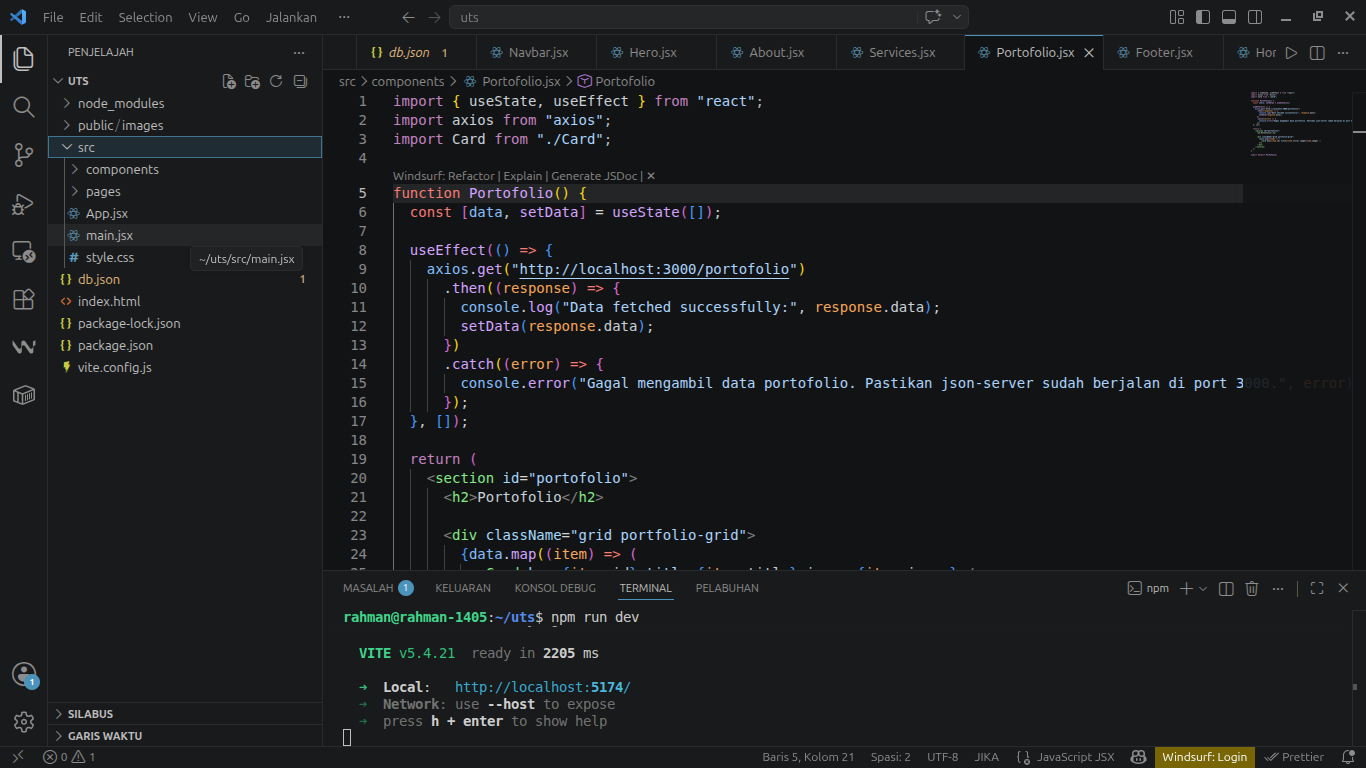 File Edit Selection View Go Jalankan ··· uts
PENJELAJAH ···
UTS
node_modules
public/images
src
components
pages
App.jsx
main.jsx
~/uts/src/main.jsx
style.css
db.json 1
index.html
package-lock.json
package.json
vite.config.js
SILABUS
GARIS WAKTU
db.json 1 Navbar.jsx Hero.jsx About.jsx Services.jsx Portofolio.jsx Footer.jsx Hor
src > components > Portofolio.jsx > Portofolio
1 import { useState, useEffect } from "react";
2 import axios from "axios";
3 import Card from "./Card";
4
Windsurf: Refactor | Explain | Generate JSDoc | ×
5 function Portofolio() {
6 const [data, setData] = useState([]);
7
8 useEffect(() => {
9 axios.get("http://localhost:3000/portofolio")
10 .then((response) => {
11 console.log("Data fetched successfully:", response.data);
12 setData(response.data);
13 })
14 .catch((error) => {
15 console.error("Gagal mengambil data portofolio. Pastikan json-server sudah berjalan di port 3000.", error)
16 });
17 }, []);
18
19 return (
20 <section id="portofolio">
21 <h2>Portofolio</h2>
22
23 <div className="grid portfolio-grid">
24 {data.map((item) => (
MASALAH 1 KELUARAN KONSOL DEBUG TERMINAL PELABUHAN npm
rahman@rahman-1405:~/uts$ npm run dev
VITE v5.4.21 ready in 2205 ms
➜ Local: http://localhost:5174/
➜ Network: use --host to expose
➜ press h + enter to show help
1
0 1 Baris 5, Kolom 21 Spasi: 2 UTF-8 JIKA {} JavaScript JSX Windsurf: Login Prettier